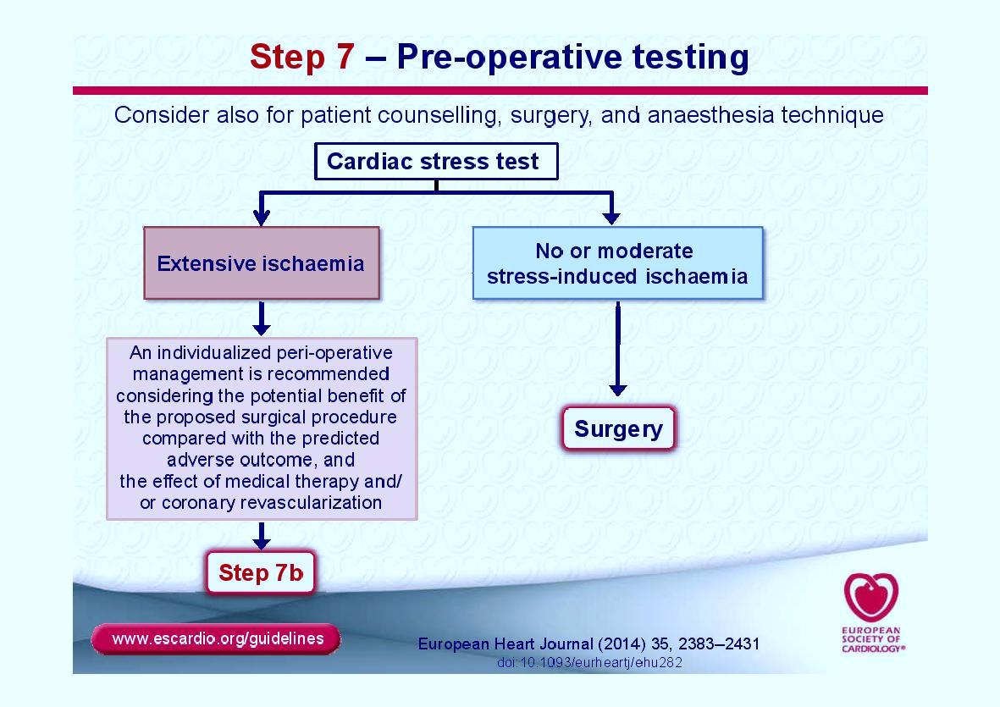 Step 7 – Pre-operative testing
Consider also for patient counselling, surgery, and anaesthesia technique
Cardiac stress test
Extensive ischaemia
No or moderate
stress-induced ischaemia
An individualized peri-operative
management is recommended
considering the potential benefit of
the proposed surgical procedure
compared with the predicted
adverse outcome, and
the effect of medical therapy and/
or coronary revascularization
Surgery
Step 7b
www.escardio.org/guidelines
European Heart Journal (2014) 35, 2383–2431
doi:10.1093/eurheartj/ehu282
EUROPEAN
SOCIETY OF
CARDIOLOGY®